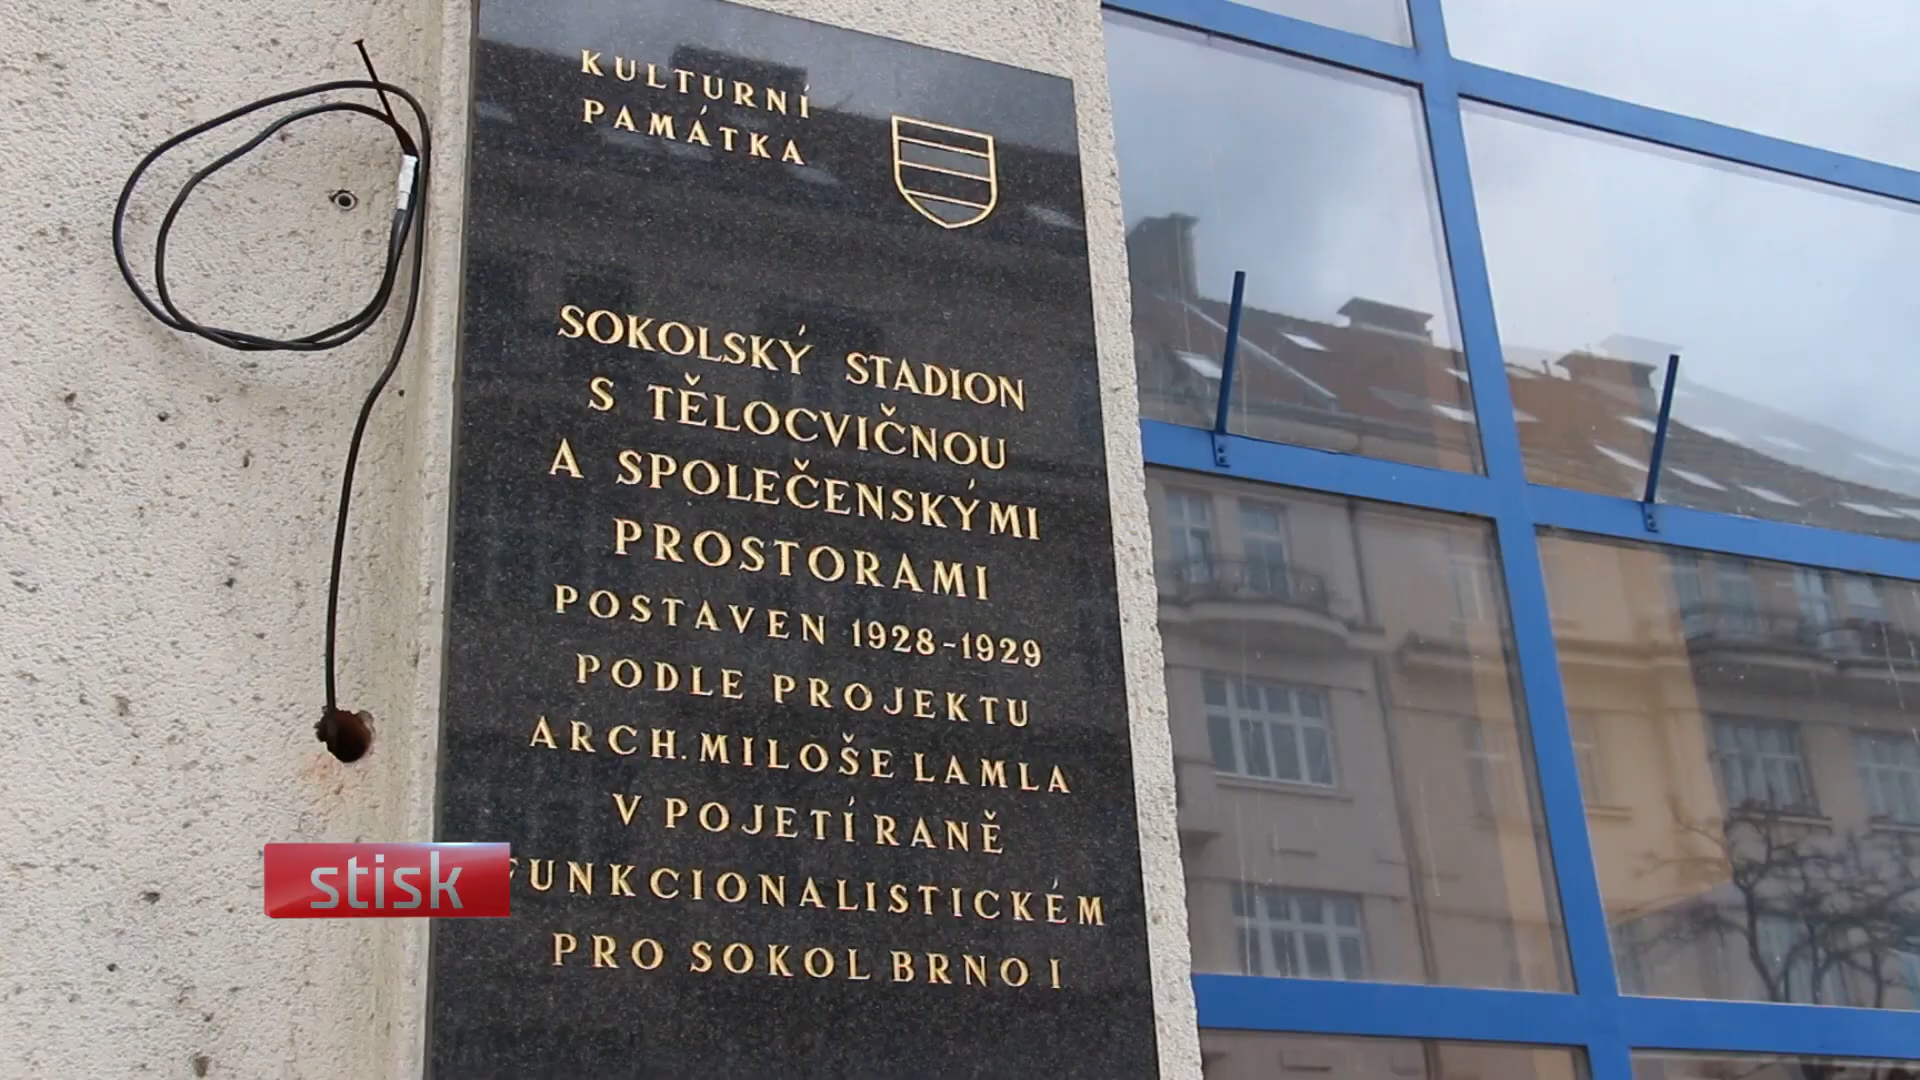 KULTURNÍ
PAMÁTKA
SOKOLSKÝ STADION
S TĚLOCVIČNOU
A SPOLEČENSKÝMI
PROSTORAMI
POSTAVEN 1928-1929
PODLE PROJEKTU
ARCH. MILOŠE LAMLA
V POJETÍ RANĚ
FUNKCIONALISTICKÉM
PRO SOKOL BRNO I
stisk